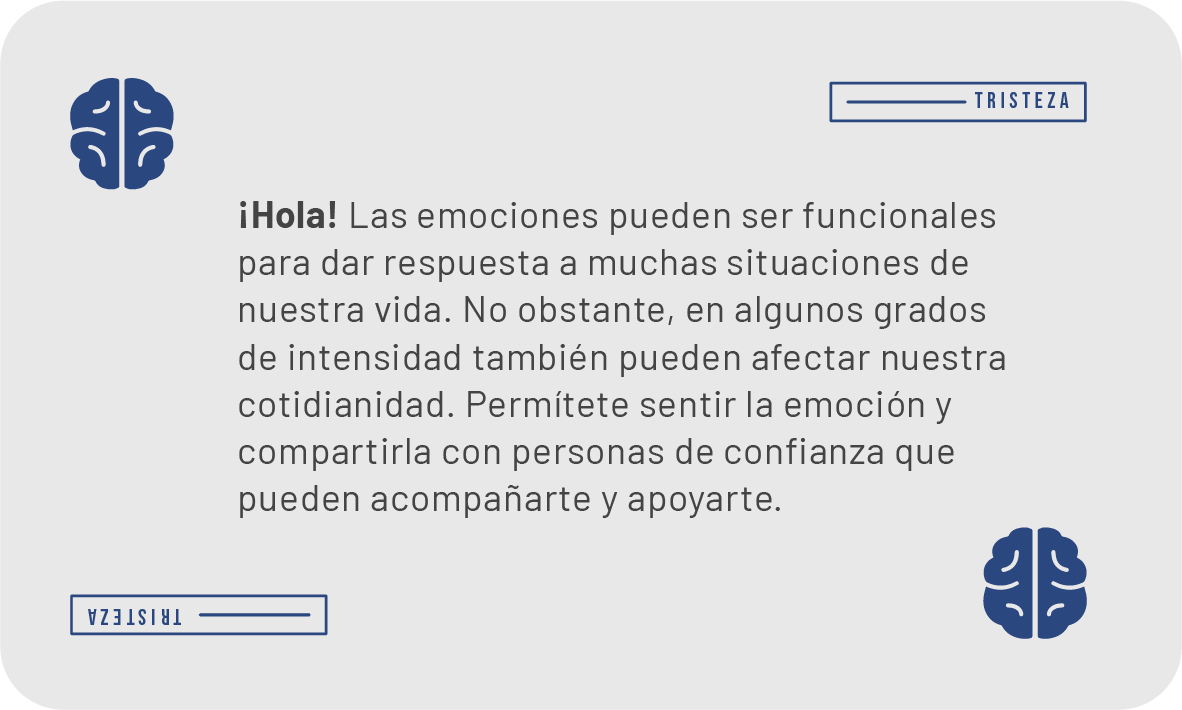 TRISTEZA
¡Hola! Las emociones pueden ser funcionales
para dar respuesta a muchas situaciones de
nuestra vida. No obstante, en algunos grados
de intensidad también pueden afectar nuestra
cotidianidad. Permítete sentir la emoción y
compartirla con personas de confianza que
pueden acompañarte y apoyarte.
TRISTEZA